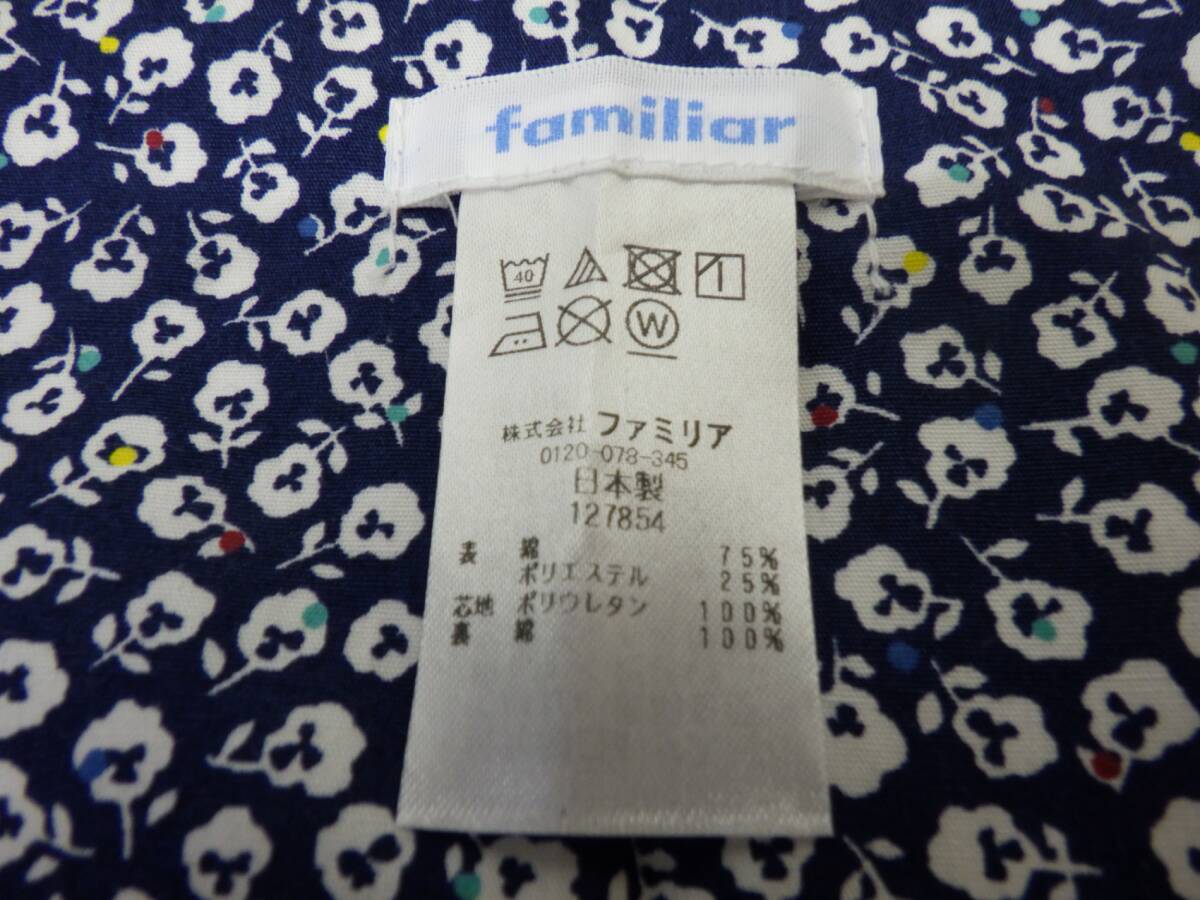 familiar
40
W
株式会社 ファミリア
0120-078-345
日本製
127854
表 綿 75%
ポリエステル 25%
芯地 ポリウレタン 100%
裏 綿 100%